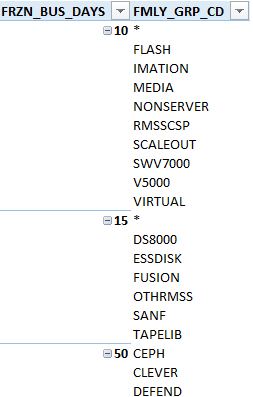 FRZN_BUS_DAYS FMLY_GRP_CD
10 *
FLASH
IMATION
MEDIA
NONSERVER
RMSSCSP
SCALEOUT
SWV7000
V5000
VIRTUAL
15 *
DS8000
ESSDISK
FUSION
OTHRMSS
SANF
TAPELIB
50 CEPH
CLEVER
DEFEND